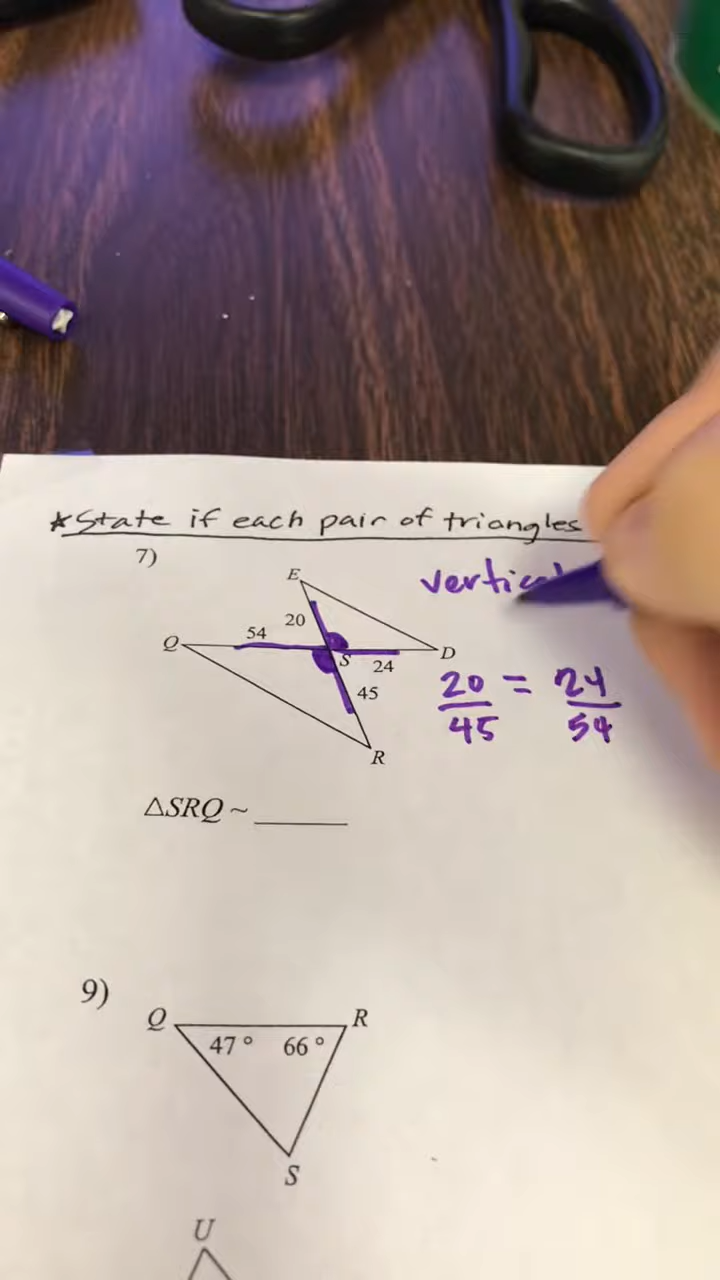 *State if each pair of triangles
7)
E
20
54
Q
D
S
24
45
R
20/45 = 24/54
△SRQ ~ ______
9)
Q
R
47°
66°
S
U